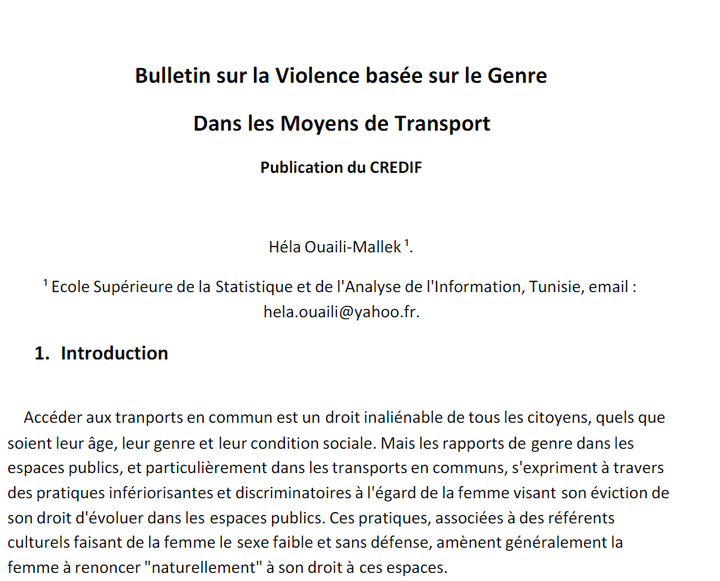 Bulletin sur la Violence basée sur le Genre
Dans les Moyens de Transport
Publication du CREDIF
Héla Ouaili-Mallek ¹.
¹ Ecole Supérieure de la Statistique et de l'Analyse de l'Information, Tunisie, email :
hela.ouaili@yahoo.fr.
1. Introduction
Accéder aux tranports en commun est un droit inaliénable de tous les citoyens, quels que
soient leur âge, leur genre et leur condition sociale. Mais les rapports de genre dans les
espaces publics, et particulièrement dans les transports en communs, s'expriment à travers
des pratiques infériorisantes et discriminatoires à l'égard de la femme visant son éviction de
son droit d'évoluer dans les espaces publics. Ces pratiques, associées à des référents
culturels faisant de la femme le sexe faible et sans défense, amènent généralement la
femme à renoncer "naturellement" à son droit à ces espaces.